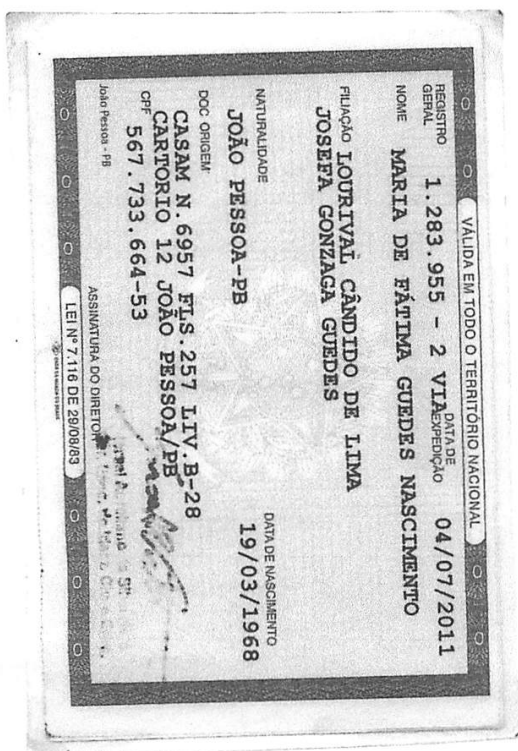 VÁLIDA EM TODO O TERRITÓRIO NACIONAL
REGISTRO GERAL 1.283.955 - 2 VIA DATA DE EXPEDIÇÃO 04/07/2011
NOME MARIA DE FÁTIMA GUEDES NASCIMENTO
FILIAÇÃO LOURIVAL CÂNDIDO DE LIMA
JOSEFA GONZAGA GUEDES
NATURALIDADE DATA DE NASCIMENTO
JOÃO PESSOA-PB 19/03/1968
DOC ORIGEM
CASAM N.6957 FLS.257 LIV.B-28
CARTORIO 12 JOÃO PESSOA/PB
CPF 567.733.664-53
João Pessoa - PB
ASSINATURA DO DIRETOR
LEI Nº 7.116 DE 29/08/83